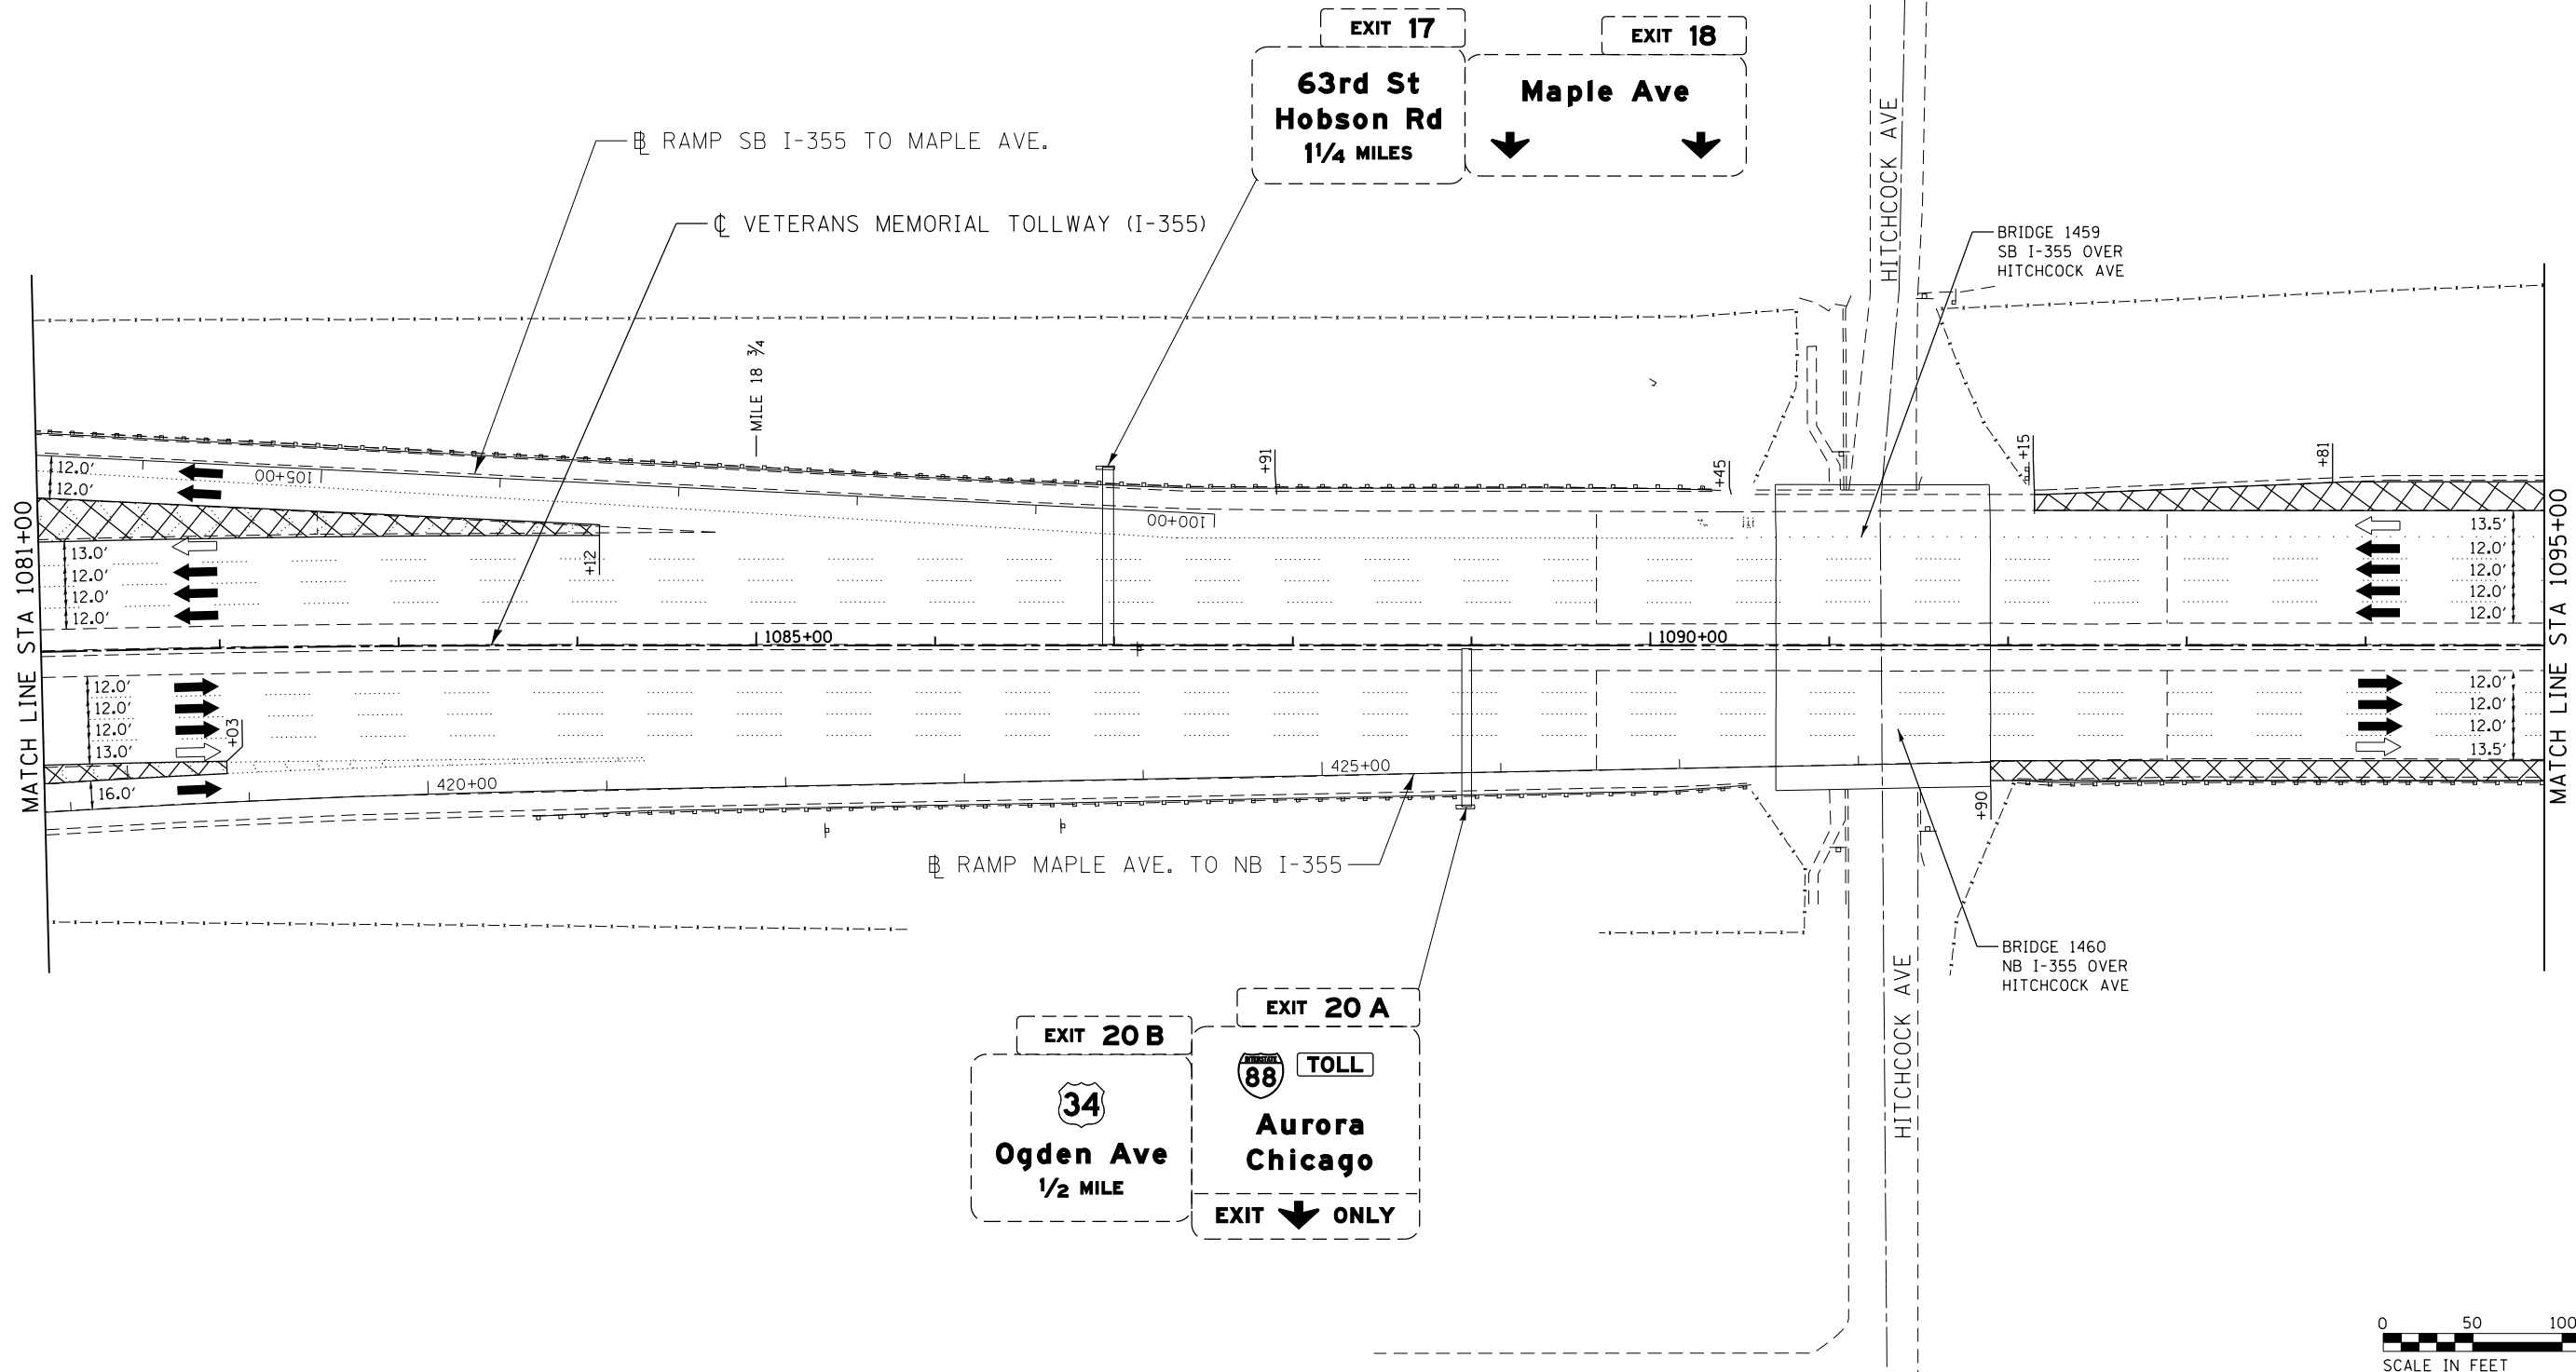 EXIT 17
EXIT 18
63rd St
Hobson Rd
1 1/4 MILES
Maple Ave
HITCHCOCK AVE
℄ RAMP SB I-355 TO MAPLE AVE.
℄ VETERANS MEMORIAL TOLLWAY (I-355)
BRIDGE 1459
SB I-355 OVER
HITCHCOCK AVE
MILE 18 3/4
+91
+45
+15
+81
12.0'
12.0'
105+00
100+00
13.0'
12.0'
12.0'
12.0'
+12
13.5'
12.0'
12.0'
12.0'
12.0'
MATCH LINE STA 1081+00
MATCH LINE STA 1095+00
1085+00
1090+00
12.0'
12.0'
12.0'
13.0'
+03
16.0'
420+00
425+00
12.0'
12.0'
12.0'
13.5'
+90
℄ RAMP MAPLE AVE. TO NB I-355
BRIDGE 1460
NB I-355 OVER
HITCHCOCK AVE
HITCHCOCK AVE
EXIT 20 B
EXIT 20 A
34
Ogden Ave
1/2 MILE
INTERSTATE
88
TOLL
Aurora
Chicago
EXIT ONLY
0 50 100
SCALE IN FEET